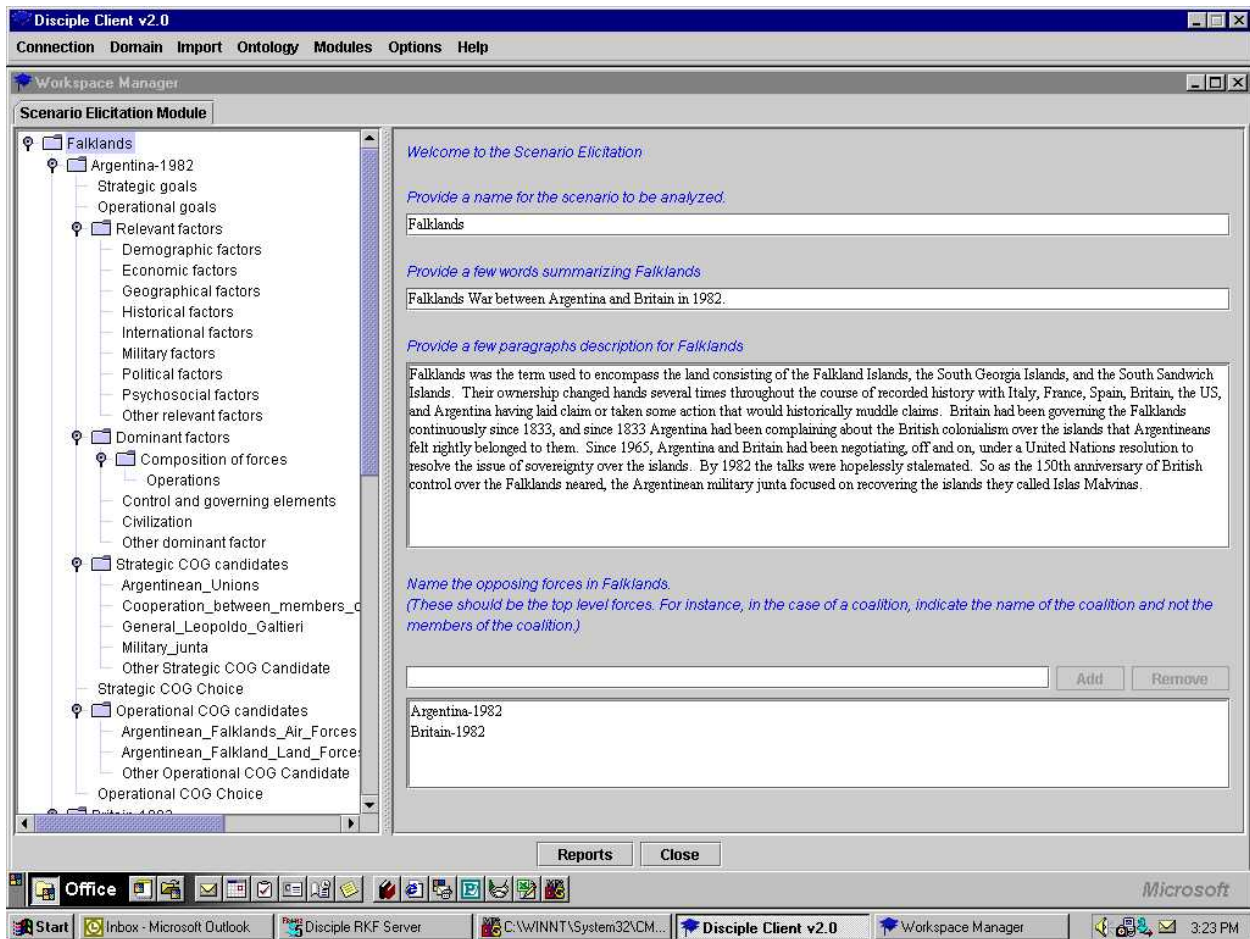 Disciple Client v2.0
Connection Domain Import Ontology Modules Options Help
Workspace Manager
Scenario Elicitation Module
Falklands
Argentina-1982
Strategic goals
Operational goals
Relevant factors
Demographic factors
Economic factors
Geographical factors
Historical factors
International factors
Military factors
Political factors
Psychosocial factors
Other relevant factors
Dominant factors
Composition of forces
Operations
Control and governing elements
Civilization
Other dominant factor
Strategic COG candidates
Argentinean_Unions
Cooperation_between_members_o
General_Leopoldo_Galtieri
Military_junta
Other Strategic COG Candidate
Strategic COG Choice
Operational COG candidates
Argentinean_Falklands_Air_Forces
Argentinean_Falkland_Land_Forces
Other Operational COG Candidate
Operational COG Choice
Britain-1982
Welcome to the Scenario Elicitation
Provide a name for the scenario to be analyzed.
Falklands
Provide a few words summarizing Falklands
Falklands War between Argentina and Britain in 1982.
Provide a few paragraphs description for Falklands
Falklands was the term used to encompass the land consisting of the Falkland Islands, the South Georgia Islands, and the South Sandwich
Islands. Their ownership changed hands several times throughout the course of recorded history with Italy, France, Spain, Britain, the US,
and Argentina having laid claim or taken some action that would historically muddle claims. Britain had been governing the Falklands
continuously since 1833, and since 1833 Argentina had been complaining about the British colonialism over the islands that Argentineans
felt rightly belonged to them. Since 1965, Argentina and Britain had been negotiating, off and on, under a United Nations resolution to
resolve the issue of sovereignty over the islands. By 1982 the talks were hopelessly stalemated. So as the 150th anniversary of British
control over the Falklands neared, the Argentinean military junta focused on recovering the islands they called Islas Malvinas.
Name the opposing forces in Falklands.
(These should be the top level forces. For instance, in the case of a coalition, indicate the name of the coalition and not the
members of the coalition.)
Add Remove
Argentina-1982
Britain-1982
Reports Close
Office Microsoft
Start Inbox - Microsoft Outlook Disciple RKF Server C:\WINNT\System32\CM... Disciple Client v2.0 Workspace Manager 3:23 PM